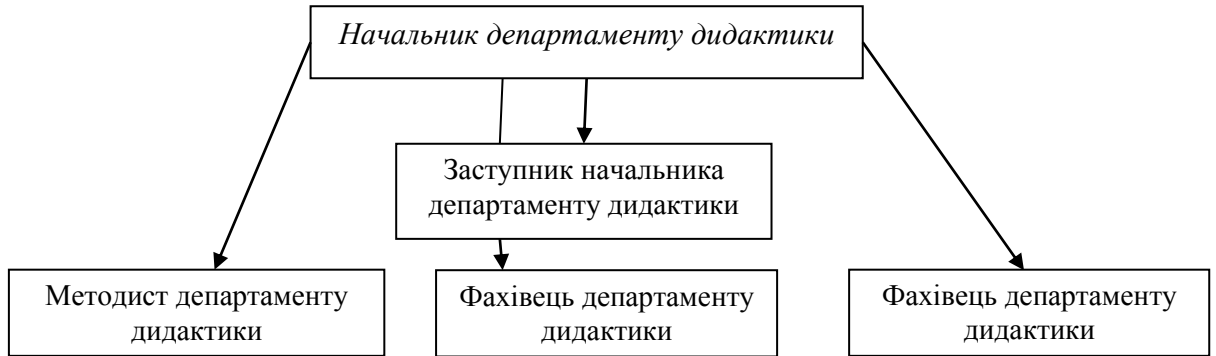 Начальник департаменту дидактики
Заступник начальника
департаменту дидактики
Методист департаменту
дидактики
Фахівець департаменту
дидактики
Фахівець департаменту
дидактики